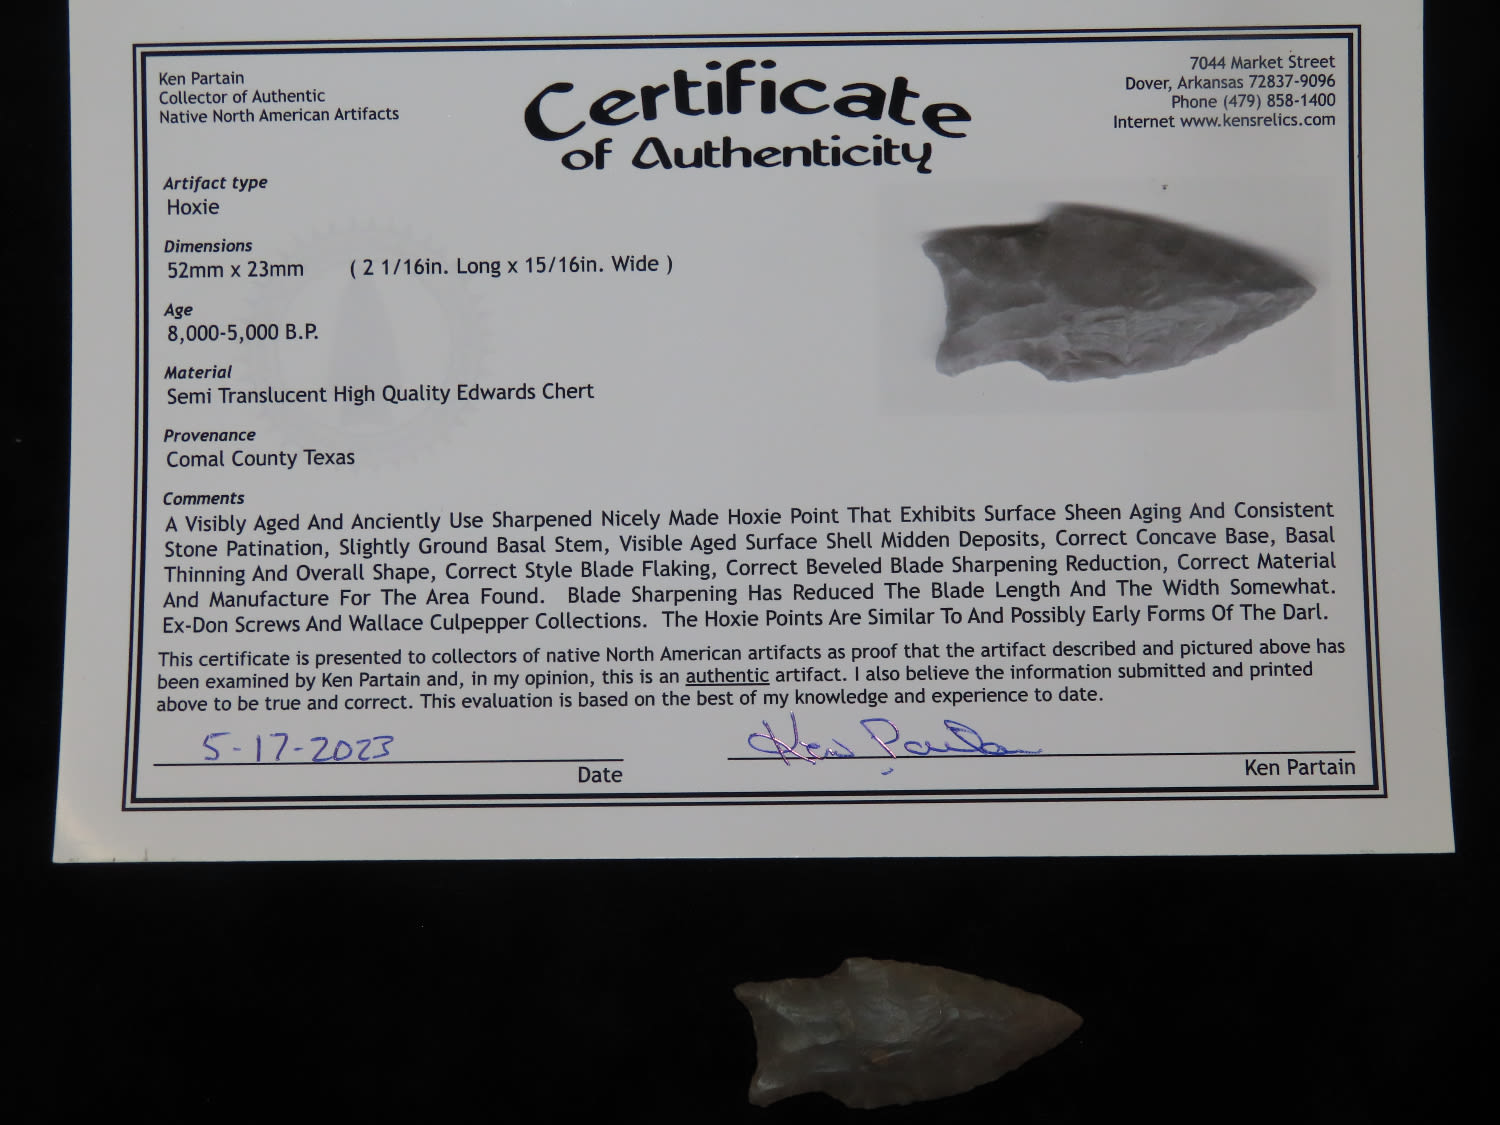 Ken Partain
Collector of Authentic
Native North American Artifacts
Certificate
of Authenticity
7044 Market Street
Dover, Arkansas 72837-9096
Phone (479) 858-1400
Internet www.kensrelics.com
Artifact type
Hoxie
Dimensions
52mm x 23mm ( 2 1/16in. Long x 15/16in. Wide )
Age
8,000-5,000 B.P.
Material
Semi Translucent High Quality Edwards Chert
Provenance
Comal County Texas
Comments
A Visibly Aged And Anciently Use Sharpened Nicely Made Hoxie Point That Exhibits Surface Sheen Aging And Consistent
Stone Patination, Slightly Ground Basal Stem, Visible Aged Surface Shell Midden Deposits, Correct Concave Base, Basal
Thinning And Overall Shape, Correct Style Blade Flaking, Correct Beveled Blade Sharpening Reduction, Correct Material
And Manufacture For The Area Found. Blade Sharpening Has Reduced The Blade Length And The Width Somewhat.
Ex-Don Screws And Wallace Culpepper Collections. The Hoxie Points Are Similar To And Possibly Early Forms Of The Darl.
This certificate is presented to collectors of native North American artifacts as proof that the artifact described and pictured above has
been examined by Ken Partain and, in my opinion, this is an authentic artifact. I also believe the information submitted and printed
above to be true and correct. This evaluation is based on the best of my knowledge and experience to date.
5-17-2023
Ken Partain
Date
Ken Partain